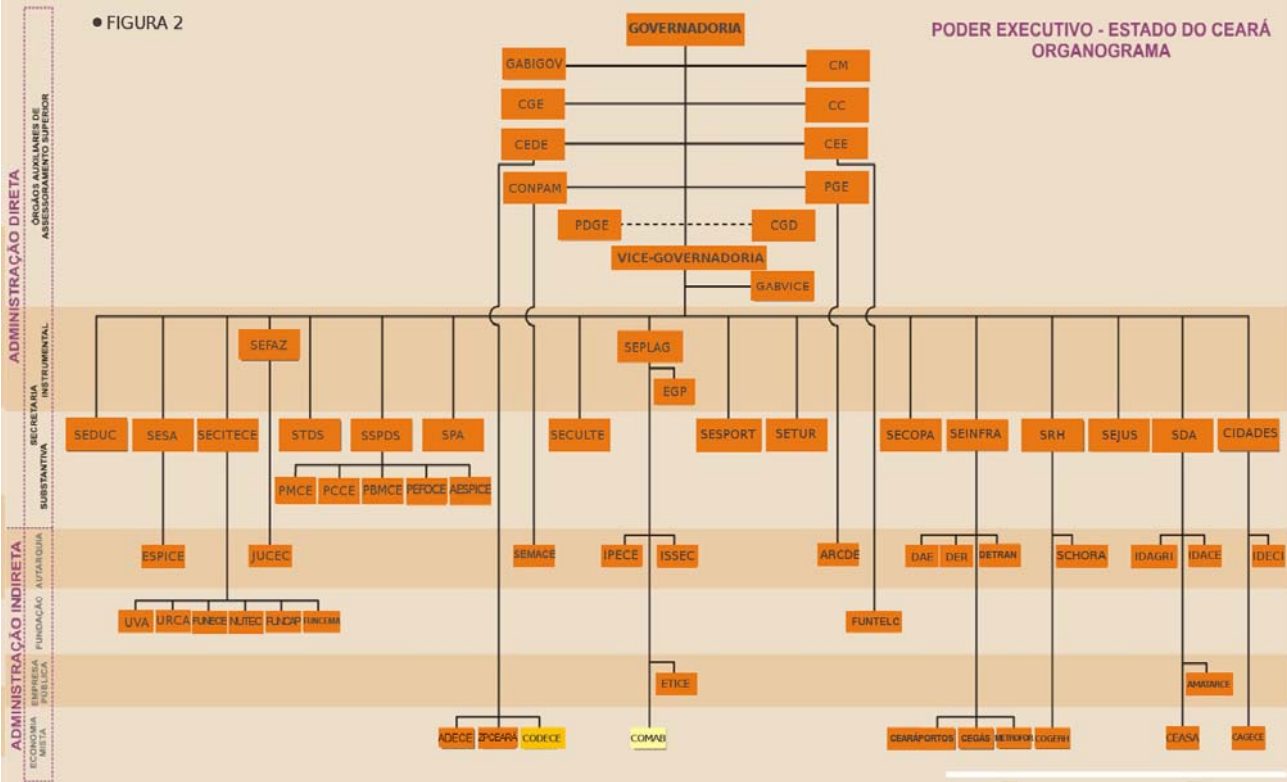 • FIGURA 2
PODER EXECUTIVO - ESTADO DO CEARÁ
ORGANOGRAMA
GOVERNADORIA
GABIGOV
CM
CGE
CC
CEDE
CEE
CONPAM
PGE
PDGE
CGD
VICE-GOVERNADORIA
GABVICE
ADMINISTRAÇÃO DIRETA
ÓRGÃOS AUXILIARES DE
ASSESSORAMENTO SUPERIOR
SECRETARIA
INSTRUMENTAL
SUBSTANTIVA
SEFAZ
SEPLAG
EGP
SEDUC
SESA
SECITECE
STDS
SSPDS
SPA
SECULTE
SESPORT
SETUR
SECOPA
SEINFRA
SRH
SEJUS
SDA
CIDADES
PMCE
PCCE
PBMCE
PEFOCE
AESPICE
ADMINISTRAÇÃO INDIRETA
AUTARQUIA
ESPICE
JUCEC
SEMACE
IPECE
ISSEC
ARCDE
DAE
DER
DETRAN
SCHORA
IDAGRI
IDACE
IDECI
FUNDAÇÃO
UVA
URCA
FUNECE
NUTEC
FUNCAP
FUNCEMA
FUNTELC
EMPRESA
PÚBLICA
ETICE
AMATARCE
ECONOMIA
MISTA
ADECE
ZPCEARÁ
CODECE
COMAB
CEARÁPORTOS
CEGÁS
METROFOR
COGERH
CEASA
CAGECE